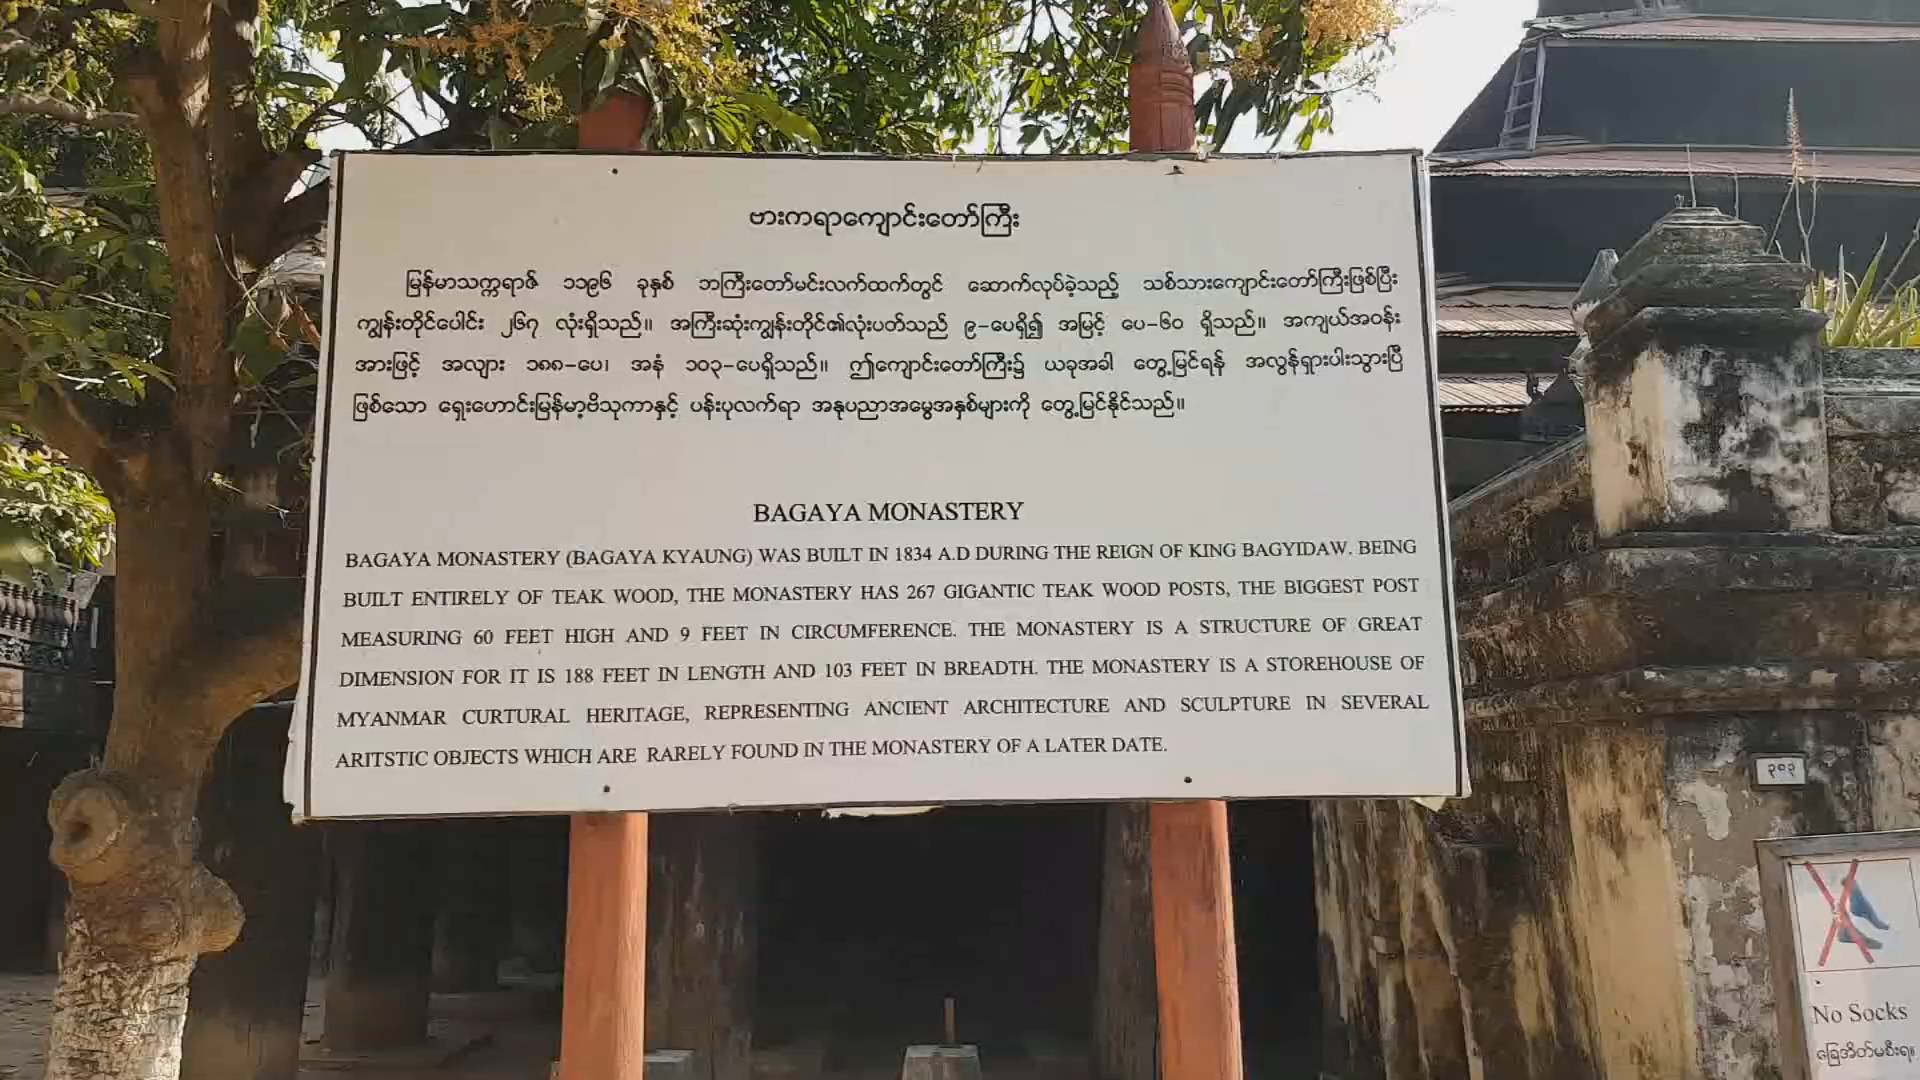 ဗားကရာကျောင်းတော်ကြီး
မြန်မာသက္ကရာဇ် ၁၁၉၆ ခုနှစ် ဘကြီးတော်မင်းလက်ထက်တွင် ဆောက်လုပ်ခဲ့သည့် သစ်သားကျောင်းတော်ကြီးဖြစ်ပြီး
ကျွန်းတိုင်ပေါင်း ၂၆၇ လုံးရှိသည်။ အကြီးဆုံးကျွန်းတိုင်၏လုံးပတ်သည် ၉-ပေရှိ၍ အမြင့် ပေ-၆၀ ရှိသည်။ အကျယ်အဝန်း
အားဖြင့် အလျား ၁၈၈-ပေ၊ အနံ ၁၀၃-ပေရှိသည်။ ဤကျောင်းတော်ကြီး၌ ယခုအခါ တွေ့မြင်ရန် အလွန်ရှားပါးသွားပြီ
ဖြစ်သော ရှေးဟောင်းမြန်မာ့ဗိသုကာနှင့် ပန်းပုလက်ရာ အနုပညာအမွေအနှစ်များကို တွေ့မြင်နိုင်သည်။
BAGAYA MONASTERY
BAGAYA MONASTERY (BAGAYA KYAUNG) WAS BUILT IN 1834 A.D DURING THE REIGN OF KING BAGYIDAW. BEING
BUILT ENTIRELY OF TEAK WOOD, THE MONASTERY HAS 267 GIGANTIC TEAK WOOD POSTS, THE BIGGEST POST
MEASURING 60 FEET HIGH AND 9 FEET IN CIRCUMFERENCE. THE MONASTERY IS A STRUCTURE OF GREAT
DIMENSION FOR IT IS 188 FEET IN LENGTH AND 103 FEET IN BREADTH. THE MONASTERY IS A STOREHOUSE OF
MYANMAR CURTURAL HERITAGE, REPRESENTING ANCIENT ARCHITECTURE AND SCULPTURE IN SEVERAL
ARITSTIC OBJECTS WHICH ARE RARELY FOUND IN THE MONASTERY OF A LATER DATE.
No Socks
ခြေအိတ်မစီးရ။